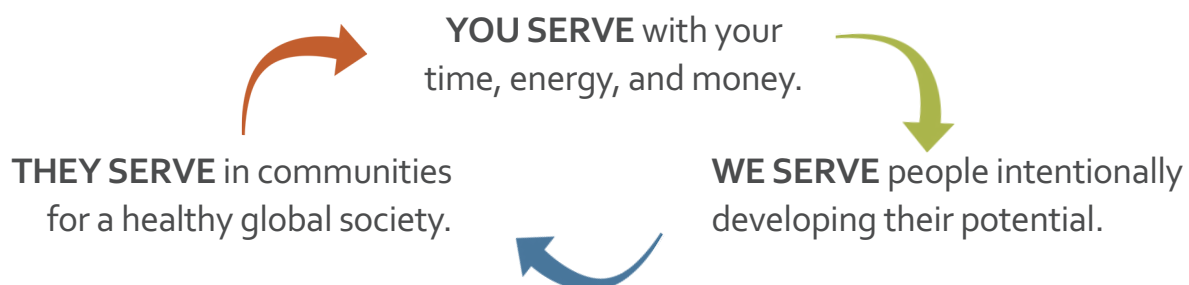 YOU SERVE with your
time, energy, and money.
WE SERVE people intentionally
developing their potential.
THEY SERVE in communities
for a healthy global society.